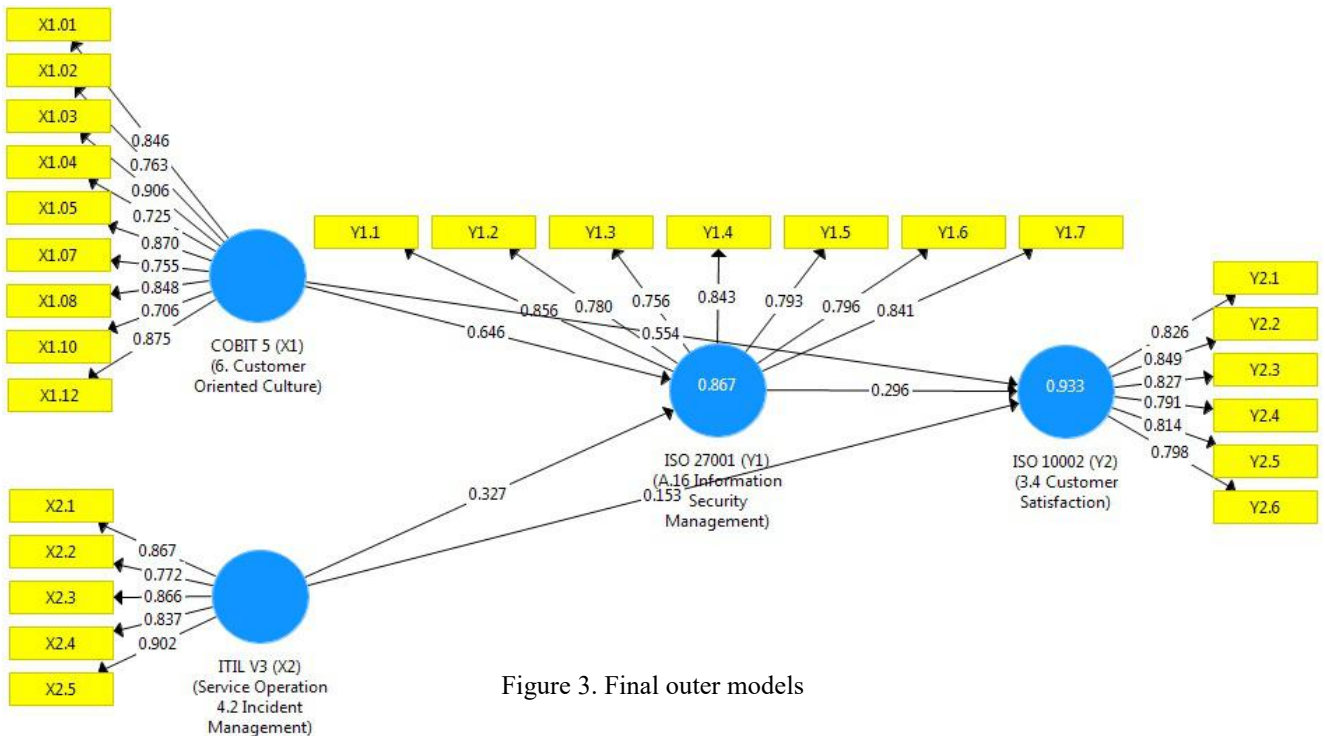 X1.01
X1.02
X1.03
X1.04
X1.05
X1.07
X1.08
X1.10
X1.12
0.846
0.763
0.906
0.725
0.870
0.755
0.848
0.706
0.875
COBIT 5 (X1)
(6. Customer
Oriented Culture)
Y1.1
Y1.2
Y1.3
Y1.4
Y1.5
Y1.6
Y1.7
0.856
0.780
0.756
0.843
0.793
0.796
0.841
0.646
0.554
0.867
0.296
0.933
ISO 27001 (Y1)
(A.16 Information
Security
Management)
ISO 10002 (Y2)
(3.4 Customer
Satisfaction)
Y2.1
Y2.2
Y2.3
Y2.4
Y2.5
Y2.6
0.826
0.849
0.827
0.791
0.814
0.798
0.327
0.153
X2.1
X2.2
X2.3
X2.4
X2.5
0.867
0.772
0.866
0.837
0.902
ITIL V3 (X2)
(Service Operation
4.2 Incident
Management)
Figure 3. Final outer models